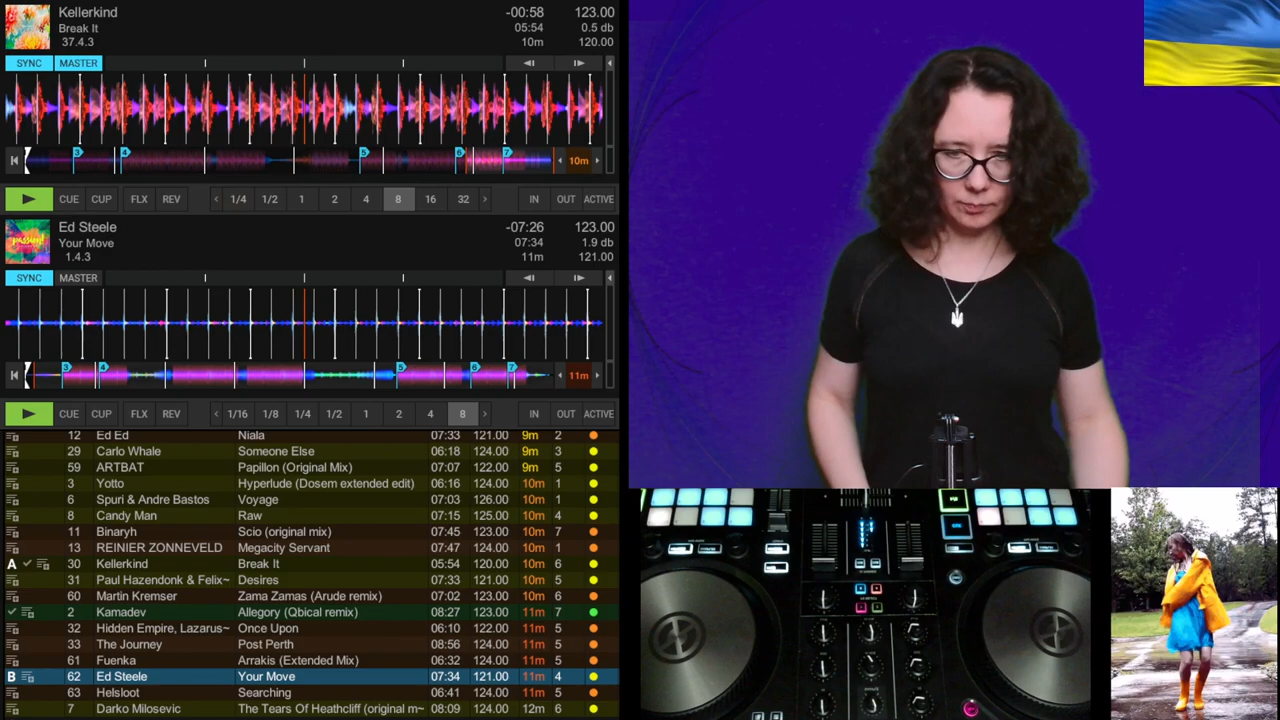 Kellerkind -00:58 123.00
Break It 05:54 0.5 db
37.4.3 10m 120.00
SYNC MASTER
3 4 5 6 7 10m
CUE CUP FLX REV 1/4 1/2 1 2 4 8 16 32 IN OUT ACTIVE
Ed Steele -07:26 123.00
Your Move 07:34 1.9 db
1.4.3 11m 121.00
passion!
SYNC MASTER
3 4 5 6 7 11m
CUE CUP FLX REV 1/16 1/8 1/4 1/2 1 2 4 8 IN OUT ACTIVE
12 Ed Ed Niala 07:33 121.00 9m 2
29 Carlo Whale Someone Else 06:18 124.00 9m 3
59 ARTBAT Papillon (Original Mix) 07:07 122.00 9m 5
3 Yotto Hyperlude (Dosem extended edit) 06:16 124.00 10m 1
6 Spuri & Andre Bastos Voyage 07:03 126.00 10m 1
8 Candy Man Raw 07:15 125.00 10m 4
11 Binaryh Scio (original mix) 07:45 123.00 10m 7
13 REINIER ZONNEVELD Megacity Servant 07:47 124.00 10m 1
A 30 Kellerkind Break It 05:54 120.00 10m 6
31 Paul Hazendonk & Felix~ Desires 07:33 121.00 10m 5
60 Martin Kremser Zama Zamas (Arude remix) 07:02 123.00 10m 6
2 Kamadev Allegory (Qbical remix) 08:27 123.00 11m 7
32 Hidden Empire, Lazarus~ Once Upon 06:10 122.00 11m 5
33 The Journey Post Perth 08:56 124.00 11m 5
61 Fuenka Arrakis (Extended Mix) 06:32 124.00 11m 5
B 62 Ed Steele Your Move 07:34 121.00 11m 4
63 Helsloot Searching 06:41 124.00 11m 5
7 Darko Milosevic The Tears Of Heathcliff (original m~ 08:09 124.00 12m 6